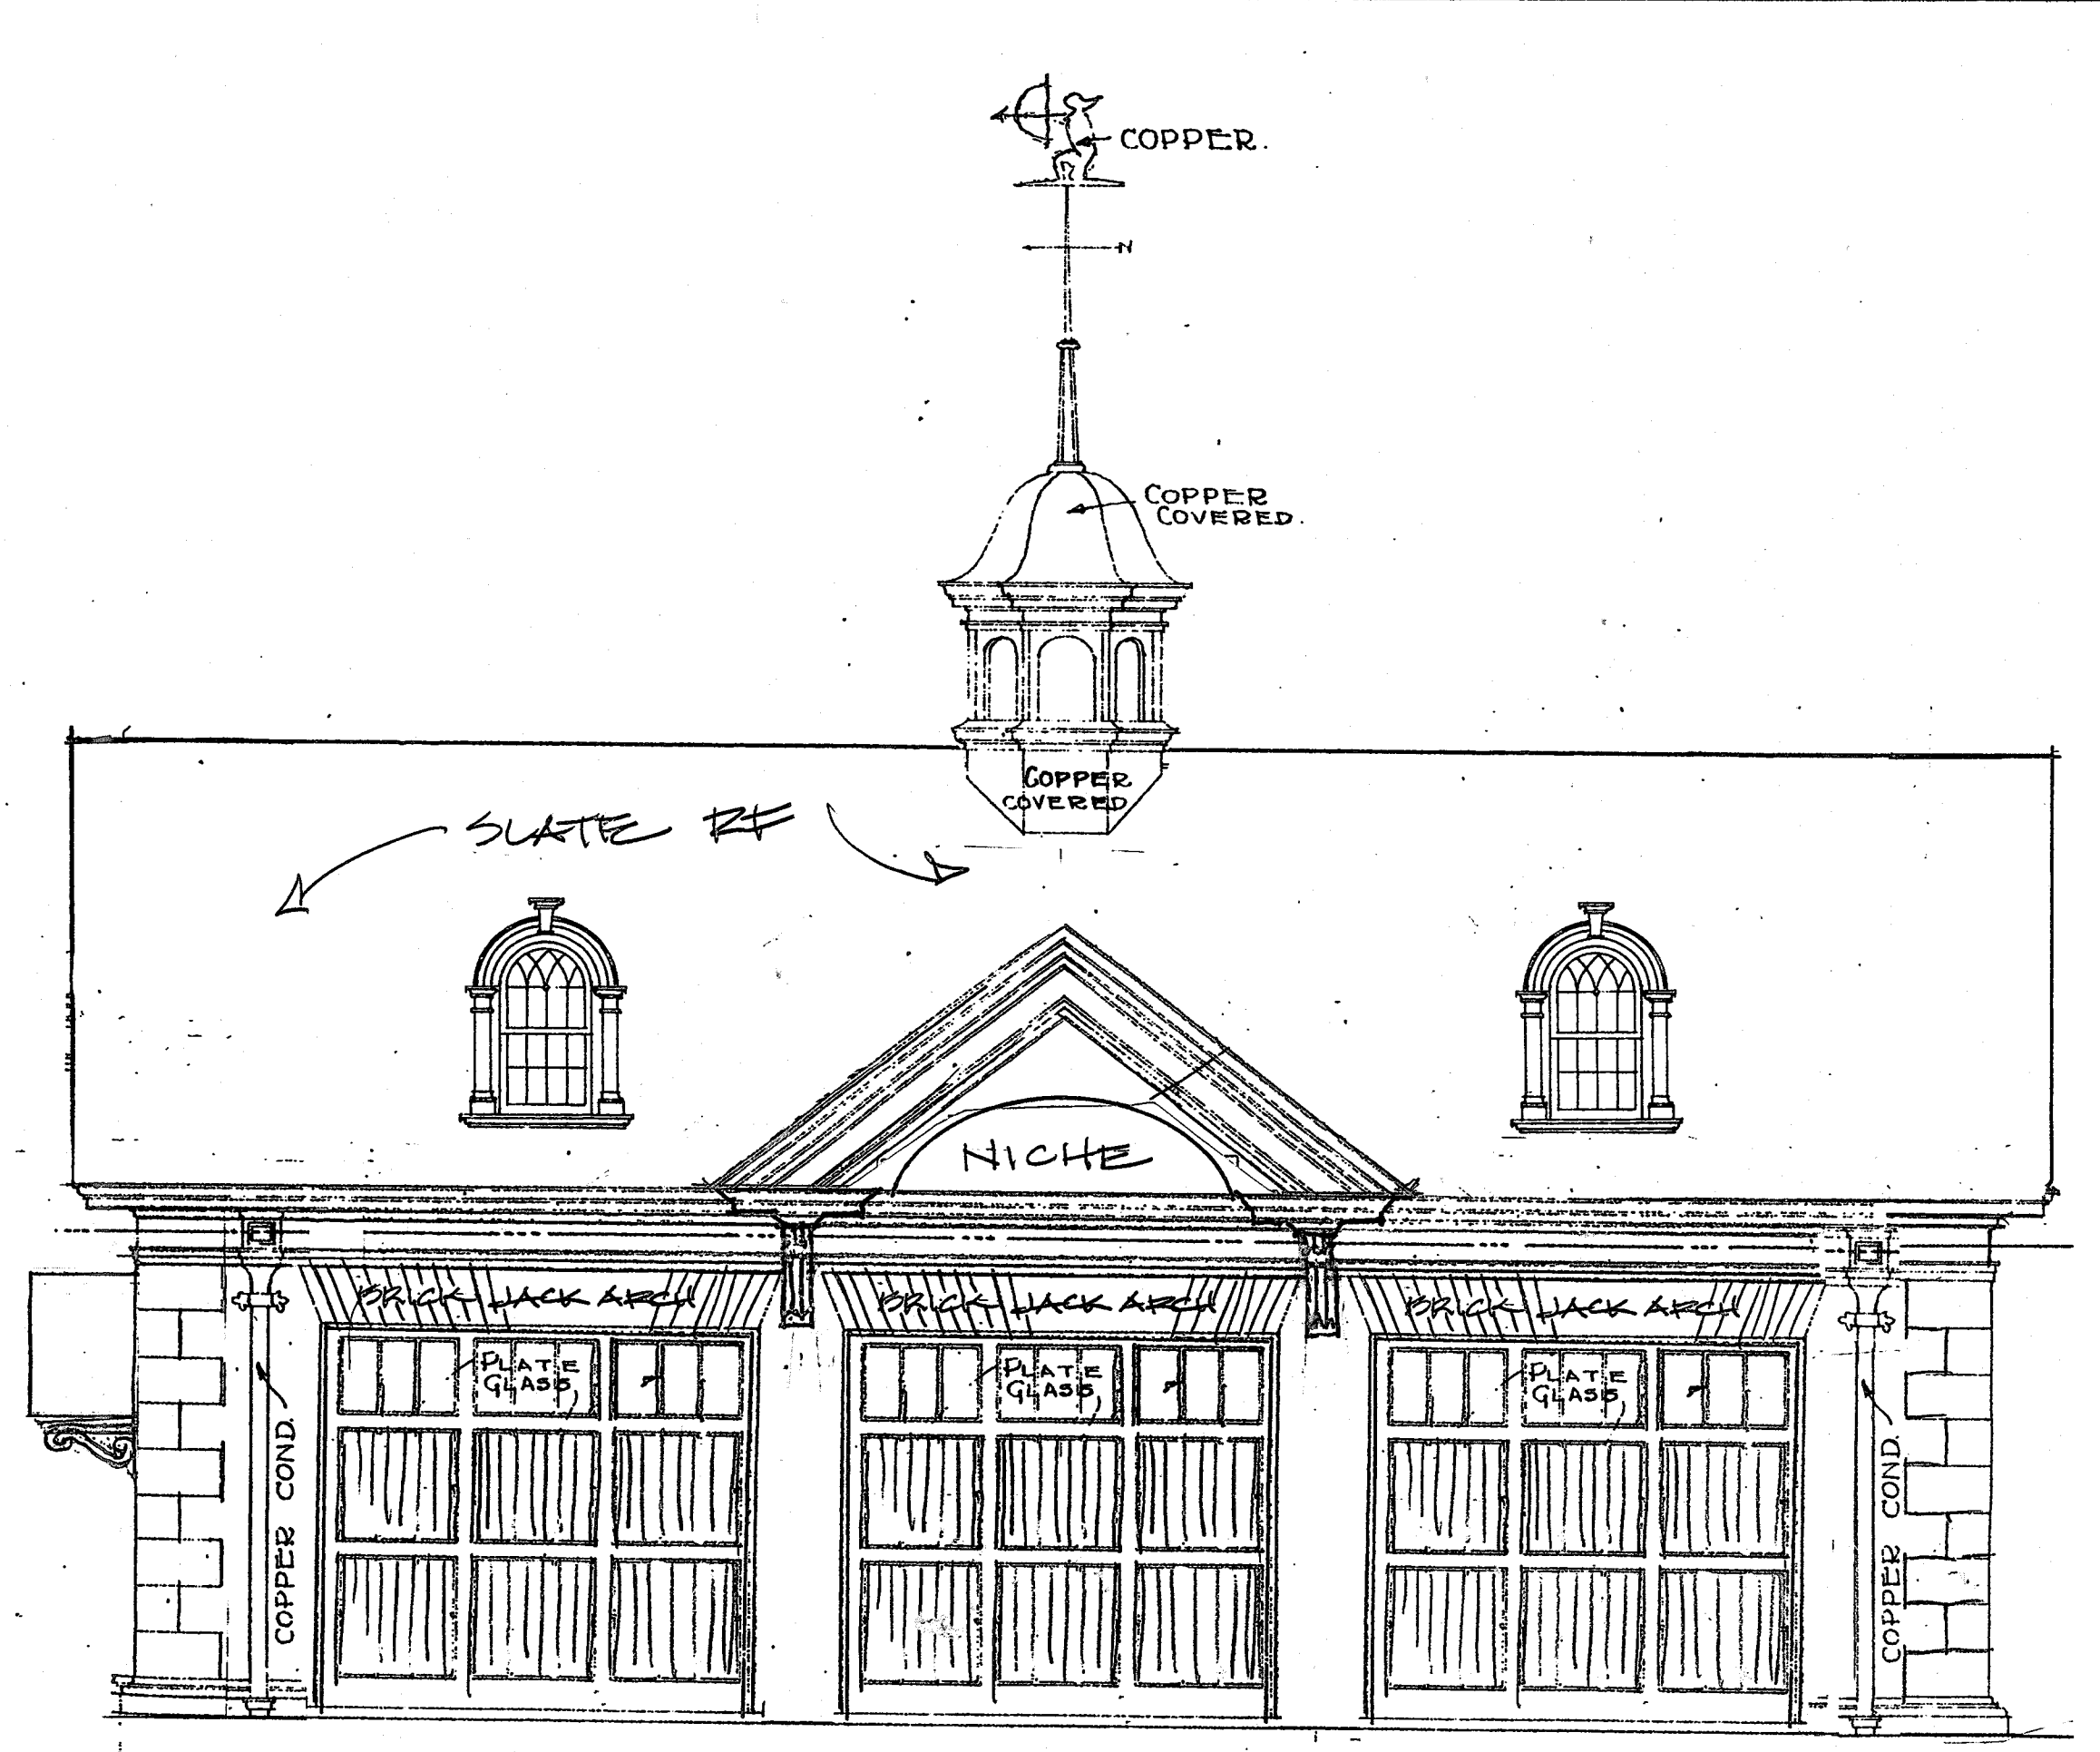 COPPER.
N
COPPER
COVERED.
COPPER
COVERED
SLATE RF
NICHE
BRICK JACK ARCH
BRICK JACK ARCH
BRICK JACK ARCH
PLATE
GLASS
PLATE
GLASS
PLATE
GLASS
COPPER COND.
COPPER COND.